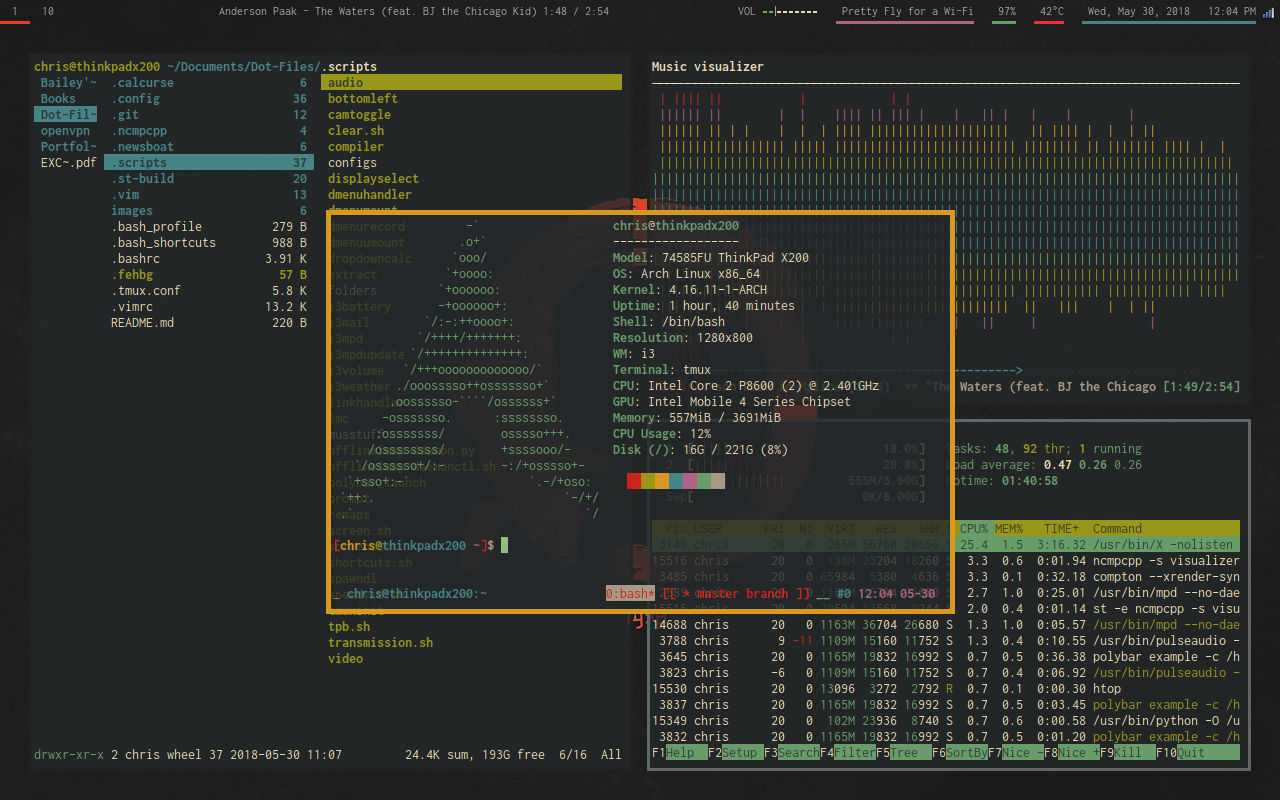 1 10 Anderson Paak - The Waters (feat. BJ the Chicago Kid) 1:48 / 2:54 VOL --|------- Pretty Fly for a Wi-Fi 97% 42°C Wed, May 30, 2018 12:04 PM
chris@thinkpadx200 ~/Documents/Dot-Files/.scripts
Bailey'~ .calcurse 6 audio
Books .config 36 bottomleft
Dot-Fil~ .git 12 camtoggle
openvpn .ncmpcpp 4 clear.sh
Portfol~ .newsboat 6 compiler
EXC~.pdf .scripts 37 configs
.st-build 20 displayselect
.vim 13 dmenuhandler
images 6 dmenumount
.bash_profile 279 B dmenurecord
.bash_shortcuts 988 B dmenuumount
.bashrc 3.91 K dropdowncalc
.fehbg 57 B extract
.tmux.conf 5.8 K folders
.vimrc 13.2 K i3battery
README.md 220 B i3mail
i3mpd
i3mpdupdate
i3volume
i3weather
linkhandler
lmc
musstuff
screen.sh
shortcuts.sh
spawndl
tpb.sh
transmission.sh
video
drwxr-xr-x 2 chris wheel 37 2018-05-30 11:07 24.4K sum, 193G free 6/16 All
Music visualizer
** "The Waters (feat. BJ the Chicago [1:49/2:54]
chris@thinkpadx200
------------------
Model: 74585FU ThinkPad X200
OS: Arch Linux x86_64
Kernel: 4.16.11-1-ARCH
Uptime: 1 hour, 40 minutes
Shell: /bin/bash
Resolution: 1280x800
WM: i3
Terminal: tmux
CPU: Intel Core 2 P8600 (2) @ 2.401GHz
GPU: Intel Mobile 4 Series Chipset
Memory: 557MiB / 3691MiB
CPU Usage: 12%
Disk (/): 16G / 221G (8%)
[chris@thinkpadx200 ~]$
chris@thinkpadx200:~ 0:bash* [[ * master branch ]] __ #0 12:04 05-30
18.0%] Tasks: 48, 92 thr; 1 running
2 [ 20.8%] Load average: 0.47 0.26 0.26
555M/3.60G] Uptime: 01:40:58
Swp[ 0K/8.00G]
PID USER PRI NI VIRT RES SHR S CPU% MEM% TIME+ Command
3146 chris 20 0 265M 56760 20656 25.4 1.5 3:16.32 /usr/bin/X -nolisten
15516 chris 20 0 138M 23204 18260 3.3 0.6 0:01.94 ncmpcpp -s visualizer
3485 chris 20 0 65984 5380 4636 3.3 0.1 0:32.18 compton --xrender-syn
2.7 1.0 0:25.01 /usr/bin/mpd --no-dae
2.0 0.4 0:01.14 st -e ncmpcpp -s visu
14688 chris 20 0 1163M 36704 26680 S 1.3 1.0 0:05.57 /usr/bin/mpd --no-dae
3788 chris 9 -11 1109M 15160 11752 S 1.3 0.4 0:10.55 /usr/bin/pulseaudio -
3645 chris 20 0 1165M 19832 16992 S 0.7 0.5 0:36.38 polybar example -c /h
3823 chris -6 0 1109M 15160 11752 S 0.7 0.4 0:06.92 /usr/bin/pulseaudio -
15530 chris 20 0 13096 3272 2792 R 0.7 0.1 0:00.30 htop
3837 chris 20 0 1165M 19832 16992 S 0.7 0.5 0:03.45 polybar example -c /h
15349 chris 20 0 102M 23936 8740 S 0.7 0.6 0:00.58 /usr/bin/python -O /u
3832 chris 20 0 1165M 19832 16992 S 0.7 0.5 0:01.20 polybar example -c /h
F1Help F2Setup F3SearchF4FilterF5Tree F6SortByF7Nice -F8Nice +F9Kill F10Quit